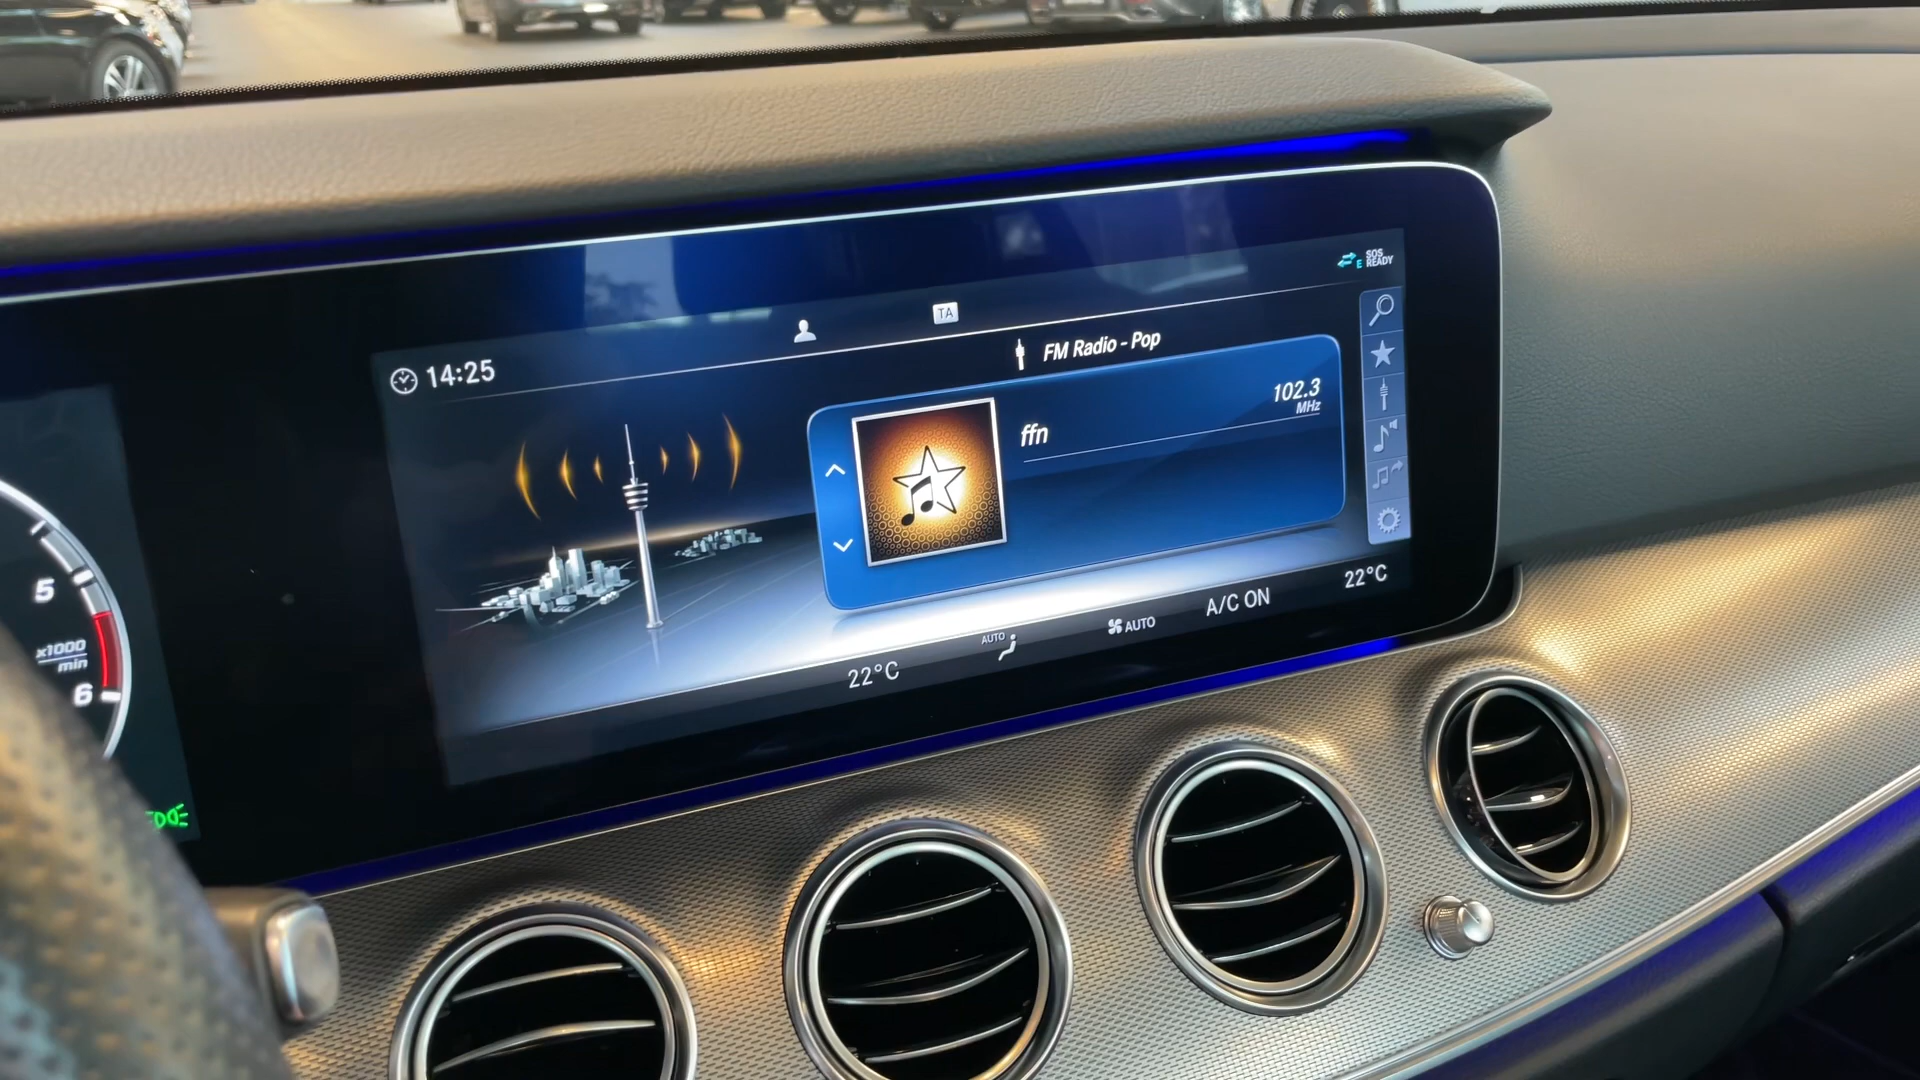 SOS
READY
E
TA
14:25
FM Radio - Pop
102.3
MHz
ffn
5
x1000
min
6
22°C
AUTO
AUTO
A/C ON
22°C